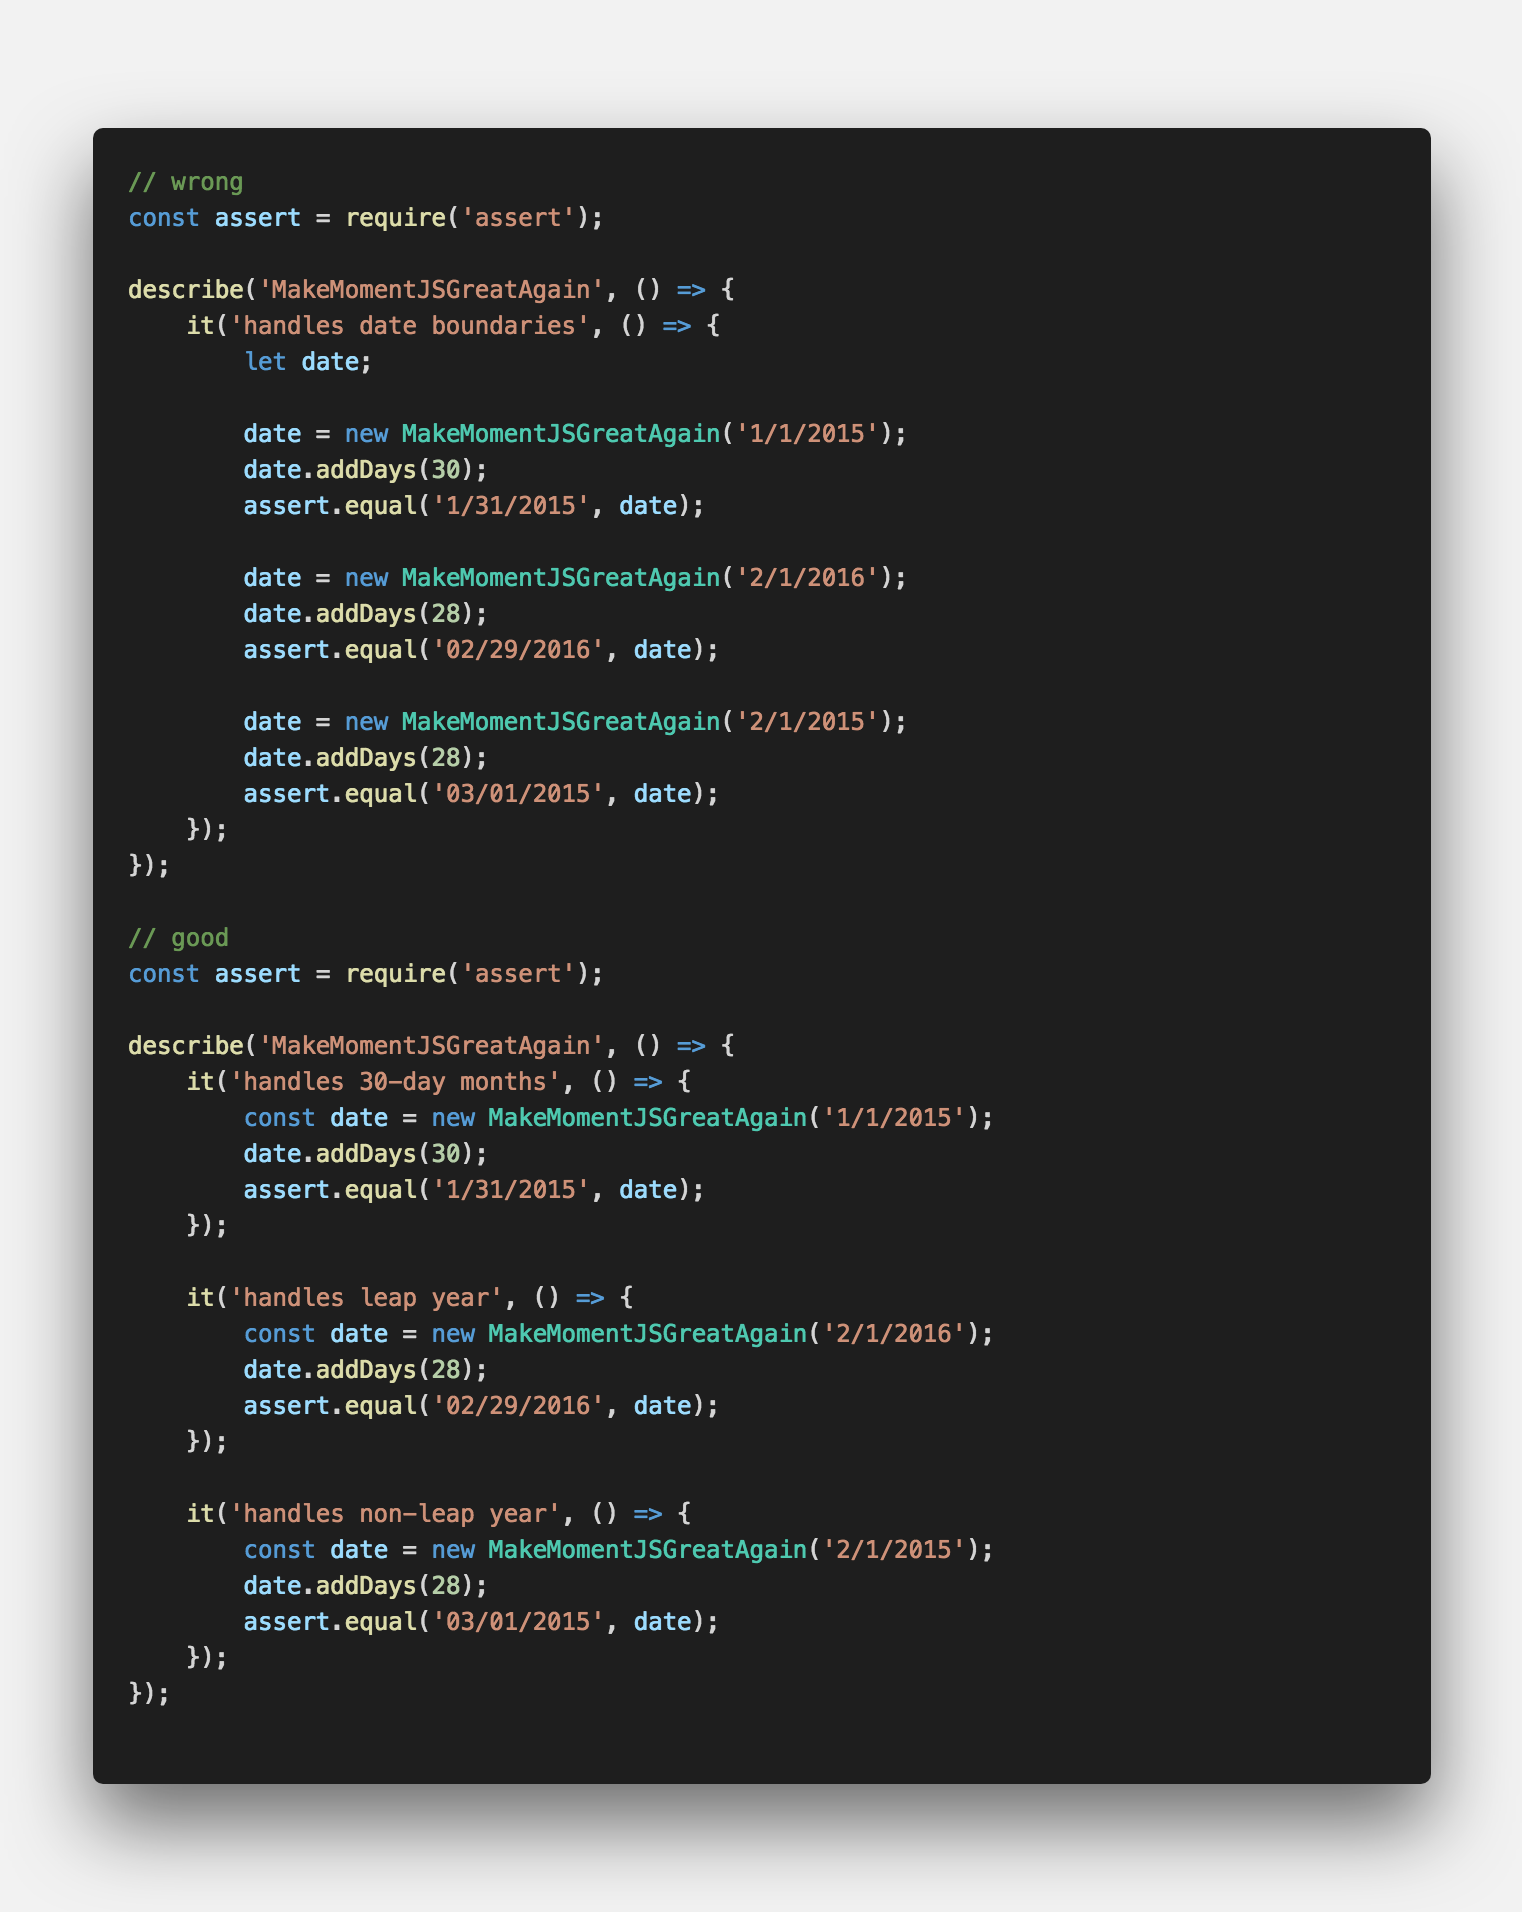 // wrong
const assert = require('assert');
describe('MakeMomentJSGreatAgain', () => {
it('handles date boundaries', () => {
let date;
date = new MakeMomentJSGreatAgain('1/1/2015');
date.addDays(30);
assert.equal('1/31/2015', date);
date = new MakeMomentJSGreatAgain('2/1/2016');
date.addDays(28);
assert.equal('02/29/2016', date);
date = new MakeMomentJSGreatAgain('2/1/2015');
date.addDays(28);
assert.equal('03/01/2015', date);
});
});
// good
const assert = require('assert');
describe('MakeMomentJSGreatAgain', () => {
it('handles 30-day months', () => {
const date = new MakeMomentJSGreatAgain('1/1/2015');
date.addDays(30);
assert.equal('1/31/2015', date);
});
it('handles leap year', () => {
const date = new MakeMomentJSGreatAgain('2/1/2016');
date.addDays(28);
assert.equal('02/29/2016', date);
});
it('handles non-leap year', () => {
const date = new MakeMomentJSGreatAgain('2/1/2015');
date.addDays(28);
assert.equal('03/01/2015', date);
});
});